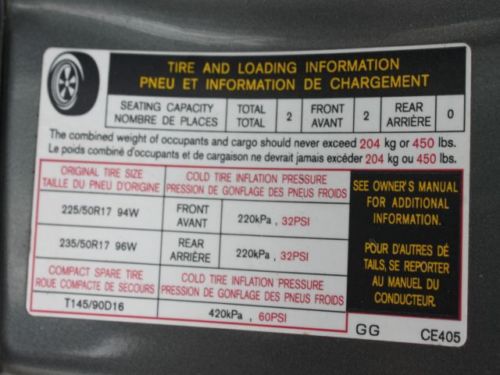 TIRE AND LOADING INFORMATION
PNEU ET INFORMATION DE CHARGEMENT
SEATING CAPACITY TOTAL 2 FRONT 2 REAR 0
NOMBRE DE PLACES TOTAL AVANT ARRIÈRE
The combined weight of occupants and cargo should never exceed 204 kg or 450 lbs.
Le poids combiné d'occupants et de cargaison ne devrait jamais excéder 204 kg ou 450 lbs.
ORIGINAL TIRE SIZE COLD TIRE INFLATION PRESSURE
TAILLE DU PNEU D'ORIGINE PRESSION DE GONFLAGE DES PNEUS FROIDS
225/50R17 94W FRONT AVANT 220kPa , 32PSI
235/50R17 96W REAR ARRIÈRE 220kPa , 32PSI
COMPACT SPARE TIRE COLD TIRE INFLATION PRESSURE
ROUE COMPACTE DE SECOURS PRESSION DE GONFLAGE DES PNEUS FROIDS
T145/90D16 420kPa , 60PSI
SEE OWNER'S MANUAL
FOR ADDITIONAL
INFORMATION.
POUR D'AUTRES DÉ
TAILS, SE REPORTER
AU MANUEL DU
CONDUCTEUR.
GG CE405